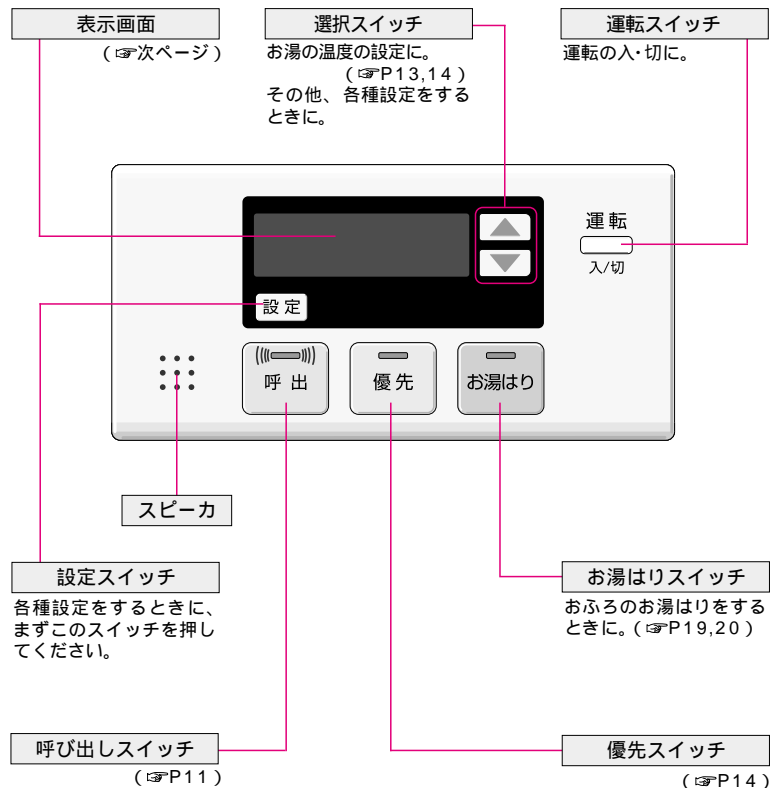 表示画面
(☞次ページ)
選択スイッチ
お湯の温度の設定に。
(☞P13,14)
その他、各種設定をする
ときに。
運転スイッチ
運転の入・切に。
運転
入/切
設定
呼出
優先
お湯はり
スピーカ
設定スイッチ
各種設定をするときに、
まずこのスイッチを押し
てください。
お湯はりスイッチ
おふろのお湯はりをする
ときに。(☞P19,20)
呼び出しスイッチ
(☞P11)
優先スイッチ
(☞P14)